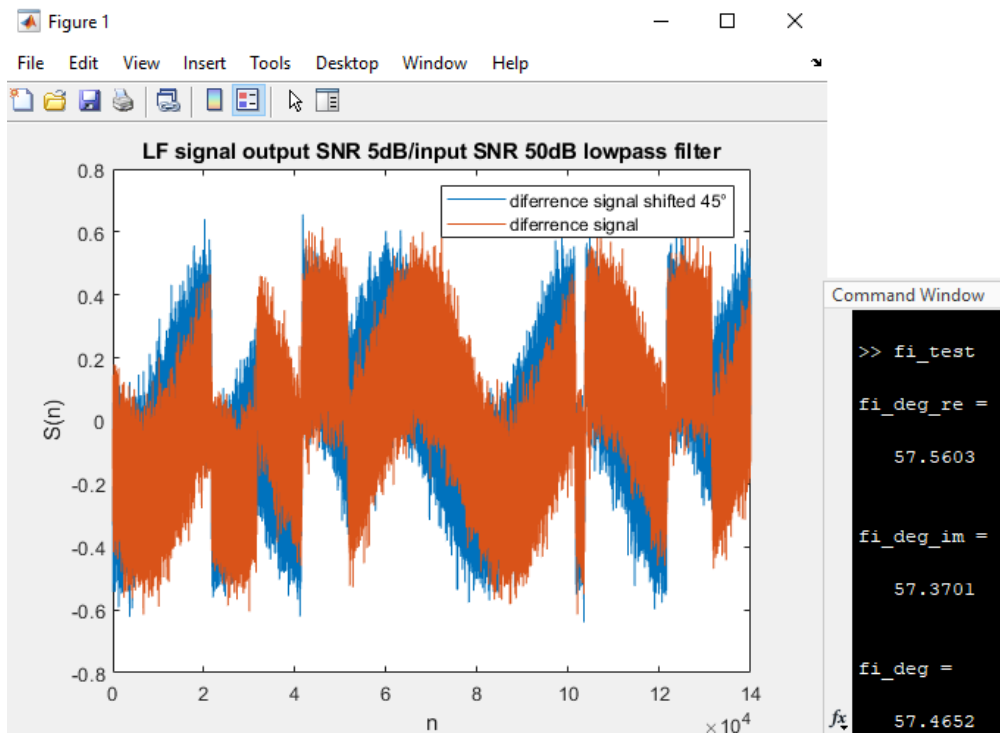 Figure 1
File Edit View Insert Tools Desktop Window Help
LF signal output SNR 5dB/input SNR 50dB lowpass filter
diferrence signal shifted 45°
diferrence signal
0.8
0.6
0.4
0.2
0
-0.2
-0.4
-0.6
-0.8
S(n)
0 2 4 6 8 10 12 14
n
×10^4
Command Window
>> fi_test
fi_deg_re =
57.5603
fi_deg_im =
57.3701
fi_deg =
57.4652
fx